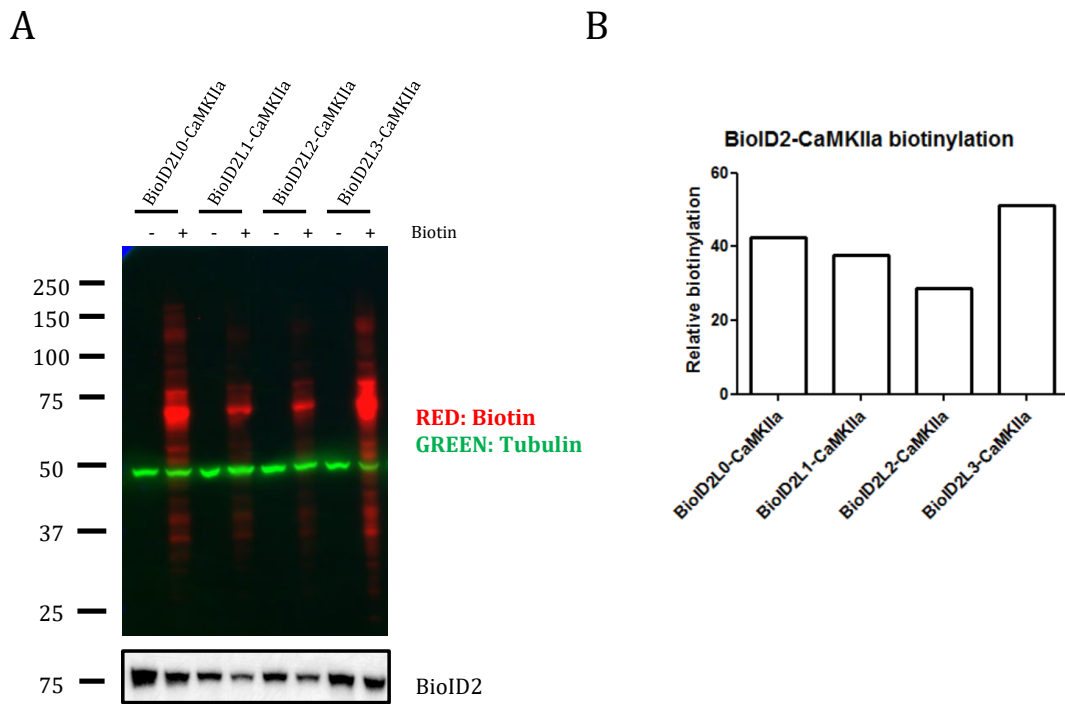 A
B
BioID2L0-CaMKIIa
BioID2L1-CaMKIIa
BioID2L2-CaMKIIa
BioID2L3-CaMKIIa
- + - + - + - + Biotin
250
150
100
75
50
37
25
RED: Biotin
GREEN: Tubulin
75
BioID2
BioID2-CaMKIIa biotinylation
Relative biotinylation
60
40
20
0
BioID2L0-CaMKIIa
BioID2L1-CaMKIIa
BioID2L2-CaMKIIa
BioID2L3-CaMKIIa